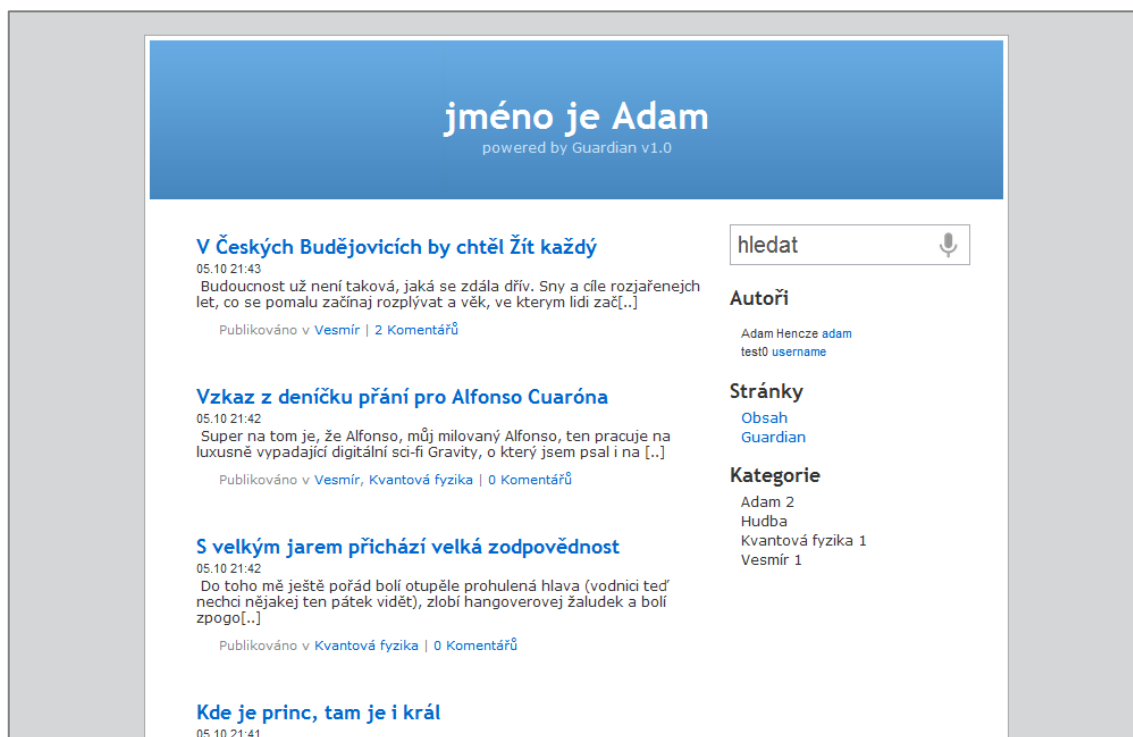 jméno je Adam
powered by Guardian v1.0
V Českých Budějovicích by chtěl Žít každý
05.10 21:43
Budoucnost už není taková, jaká se zdála dřív. Sny a cíle rozjařenejch
let, co se pomalu začínaj rozplývat a věk, ve kterym lidi zač[..]
Publikováno v Vesmír | 2 Komentářů
Vzkaz z deníčku přání pro Alfonso Cuaróna
05.10 21:42
Super na tom je, že Alfonso, můj milovaný Alfonso, ten pracuje na
luxusně vypadající digitální sci-fi Gravity, o který jsem psal i na [..]
Publikováno v Vesmír, Kvantová fyzika | 0 Komentářů
S velkým jarem přichází velká zodpovědnost
05.10 21:42
Do toho mě ještě pořád bolí otupěle prohulená hlava (vodnici teď
nechci nějakej ten pátek vidět), zlobí hangoverovej žaludek a bolí
zpogo[..]
Publikováno v Kvantová fyzika | 0 Komentářů
Kde je princ, tam je i král
05.10 21:41
hledat
Autoři
Adam Hencze adam
test0 username
Stránky
Obsah
Guardian
Kategorie
Adam 2
Hudba
Kvantová fyzika 1
Vesmír 1